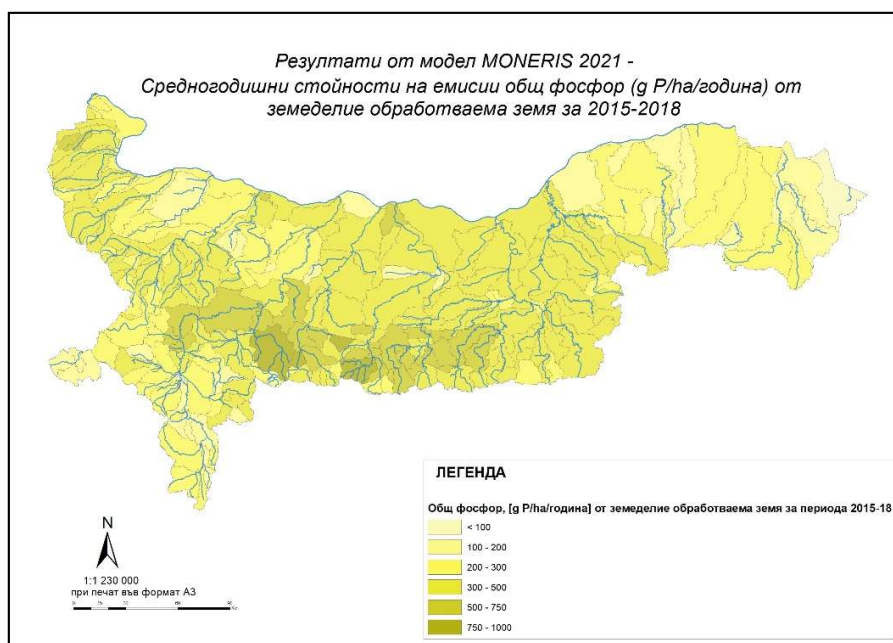 Резултати от модел MONERIS 2021 -
Средногодишни стойности на емисии общ фосфор (g P/ha/година) от
земеделие обработваема земя за 2015-2018
ЛЕГЕНДА
Общ фосфор, [g P/ha/година] от земеделие обработваема земя за периода 2015-18
< 100
100 - 200
200 - 300
300 - 500
500 - 750
750 - 1000
N
1:1 230 000
при печат във формат А3